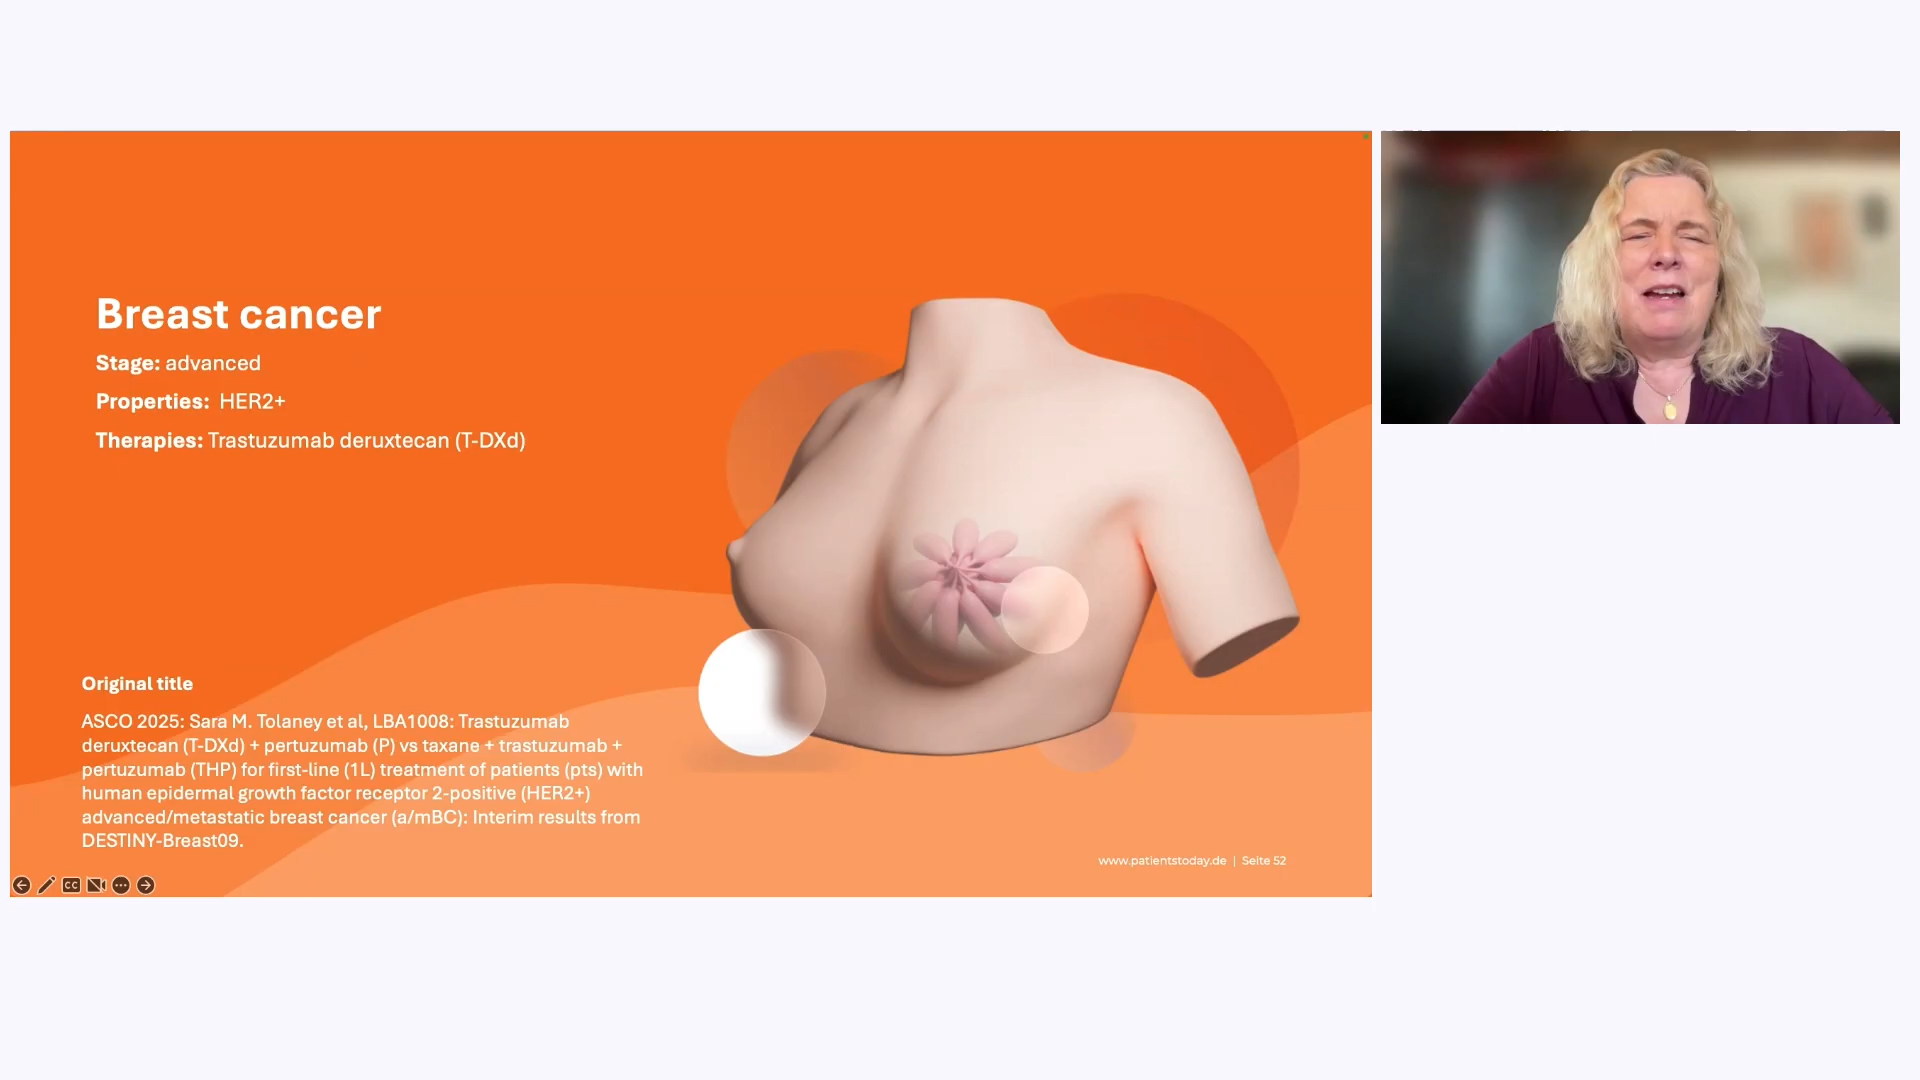 Breast cancer
Stage: advanced
Properties: HER2+
Therapies: Trastuzumab deruxtecan (T-DXd)
Original title
ASCO 2025: Sara M. Tolaney et al, LBA1008: Trastuzumab
deruxtecan (T-DXd) + pertuzumab (P) vs taxane + trastuzumab +
pertuzumab (THP) for first-line (1L) treatment of patients (pts) with
human epidermal growth factor receptor 2-positive (HER2+)
advanced/metastatic breast cancer (a/mBC): Interim results from
DESTINY-Breast09.
www.patientstoday.de | Seite 52
CC